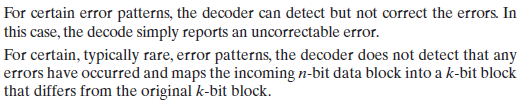 For certain error patterns, the decoder can detect but not correct the errors. In
this case, the decode simply reports an uncorrectable error.
For certain, typically rare, error patterns, the decoder does not detect that any
errors have occurred and maps the incoming n-bit data block into a k-bit block
that differs from the original k-bit block.